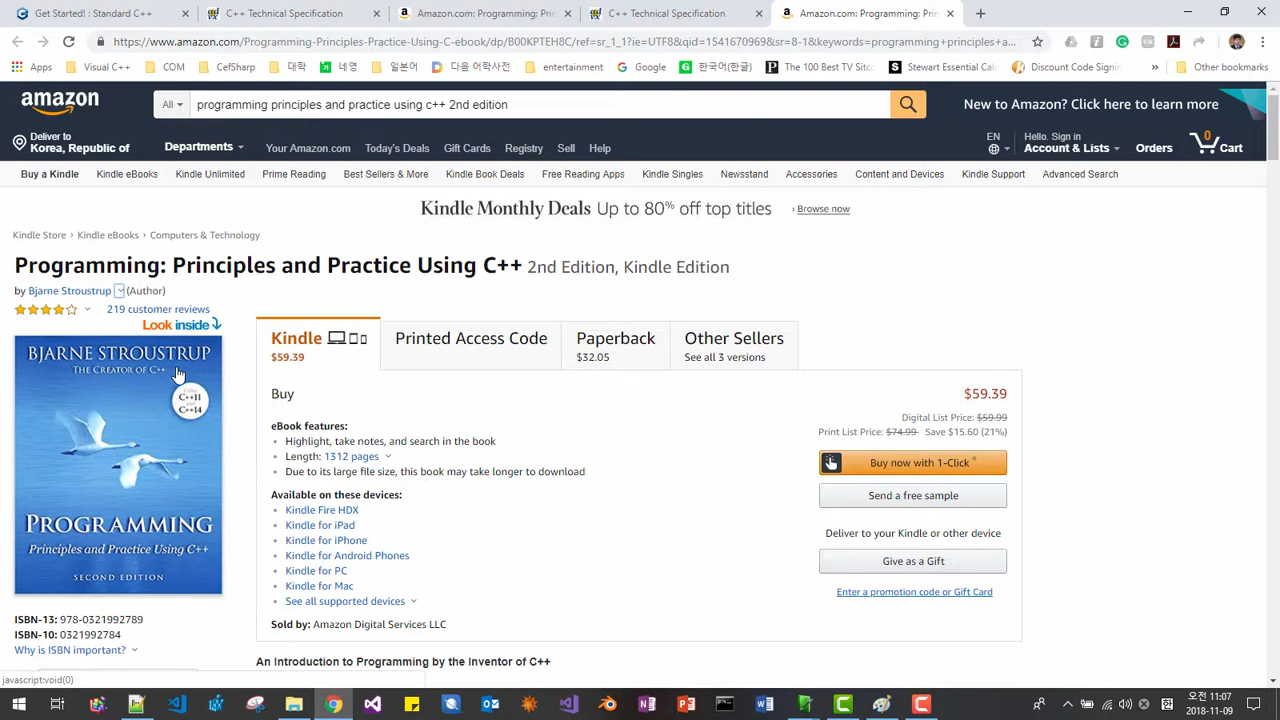 Get Started! : Standard C++
C++ Technical Specification
Amazon.com: Programming: Prin
C++ Technical Specification
Amazon.com: Programming: Prin
https://www.amazon.com/Programming-Principles-Practice-Using-C-ebook/dp/B00KPTEH8C/ref=sr_1_1?ie=UTF8&qid=1541670969&sr=8-1&keywords=programming+principles+a...
Apps
Visual C++
COM
CefSharp
대학
네영
일본어
다음 어학사전
entertainment
Google
한국어(한글)
The 100 Best TV Sitc
Stewart Essential Calc
Discount Code Signin
»
Other bookmarks
amazon
All
programming principles and practice using c++ 2nd edition
New to Amazon? Click here to learn more
Deliver to
Korea, Republic of
Departments
Your Amazon.com
Today's Deals
Gift Cards
Registry
Sell
Help
EN
Hello. Sign in
Account & Lists
Orders
0
Cart
Buy a Kindle
Kindle eBooks
Kindle Unlimited
Prime Reading
Best Sellers & More
Kindle Book Deals
Free Reading Apps
Kindle Singles
Newsstand
Accessories
Content and Devices
Kindle Support
Advanced Search
Kindle Monthly Deals Up to 80% off top titles › Browse now
Kindle Store › Kindle eBooks › Computers & Technology
Programming: Principles and Practice Using C++ 2nd Edition, Kindle Edition
by Bjarne Stroustrup (Author)
219 customer reviews
Look inside
BJARNE STROUSTRUP
THE CREATOR OF C++
C++11
C++14
PROGRAMMING
Principles and Practice Using C++
SECOND EDITION
ISBN-13: 978-0321992789
ISBN-10: 0321992784
Why is ISBN important?
Kindle
$59.39
Printed Access Code
Paperback
$32.05
Other Sellers
See all 3 versions
Buy
$59.39
Digital List Price: $59.99
Print List Price: $74.99 Save $15.60 (21%)
eBook features:
• Highlight, take notes, and search in the book
• Length: 1312 pages
• Due to its large file size, this book may take longer to download
Available on these devices:
• Kindle Fire HDX
• Kindle for iPad
• Kindle for iPhone
• Kindle for Android Phones
• Kindle for PC
• Kindle for Mac
• See all supported devices
Sold by: Amazon Digital Services LLC
Buy now with 1-Click ®
Send a free sample
Deliver to your Kindle or other device
Give as a Gift
Enter a promotion code or Gift Card
An Introduction to Programming by the Inventor of C++
javascript:void(0)
오전 11:07
2018-11-09